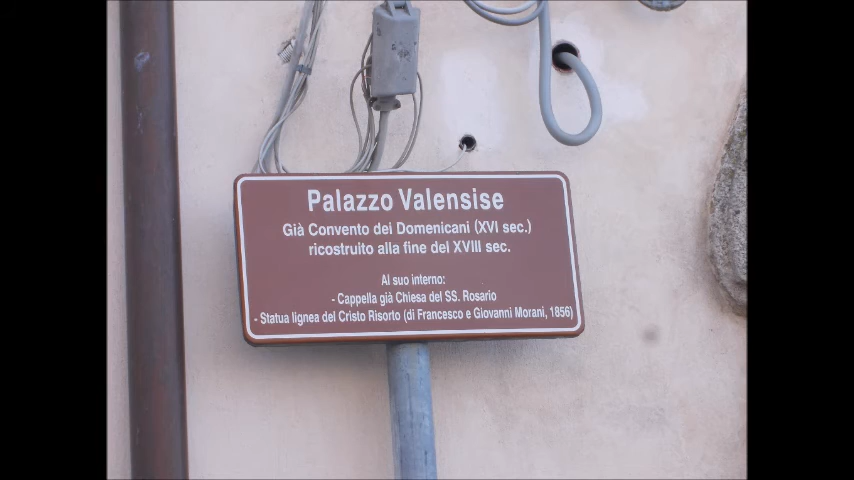 Palazzo Valensise
Già Convento dei Domenicani (XVI sec.)
ricostruito alla fine del XVIII sec.
Al suo interno:
- Cappella già Chiesa del SS. Rosario
- Statua lignea del Cristo Risorto (di Francesco e Giovanni Morani, 1856)